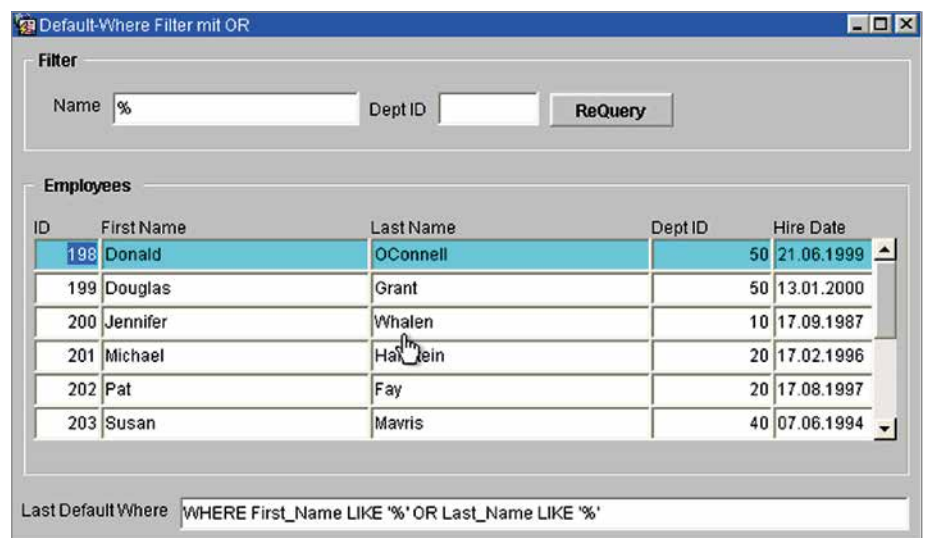 Default-Where Filter mit OR
Filter
Name % Dept ID ReQuery
Employees
ID First Name Last Name Dept ID Hire Date
198 Donald OConnell 50 21.06.1999
199 Douglas Grant 50 13.01.2000
200 Jennifer Whalen 10 17.09.1987
201 Michael 20 17.02.1996
202 Pat Fay 20 17.08.1997
203 Susan Mavris 40 07.06.1994
Last Default Where WHERE First_Name LIKE '%' OR Last_Name LIKE '%'